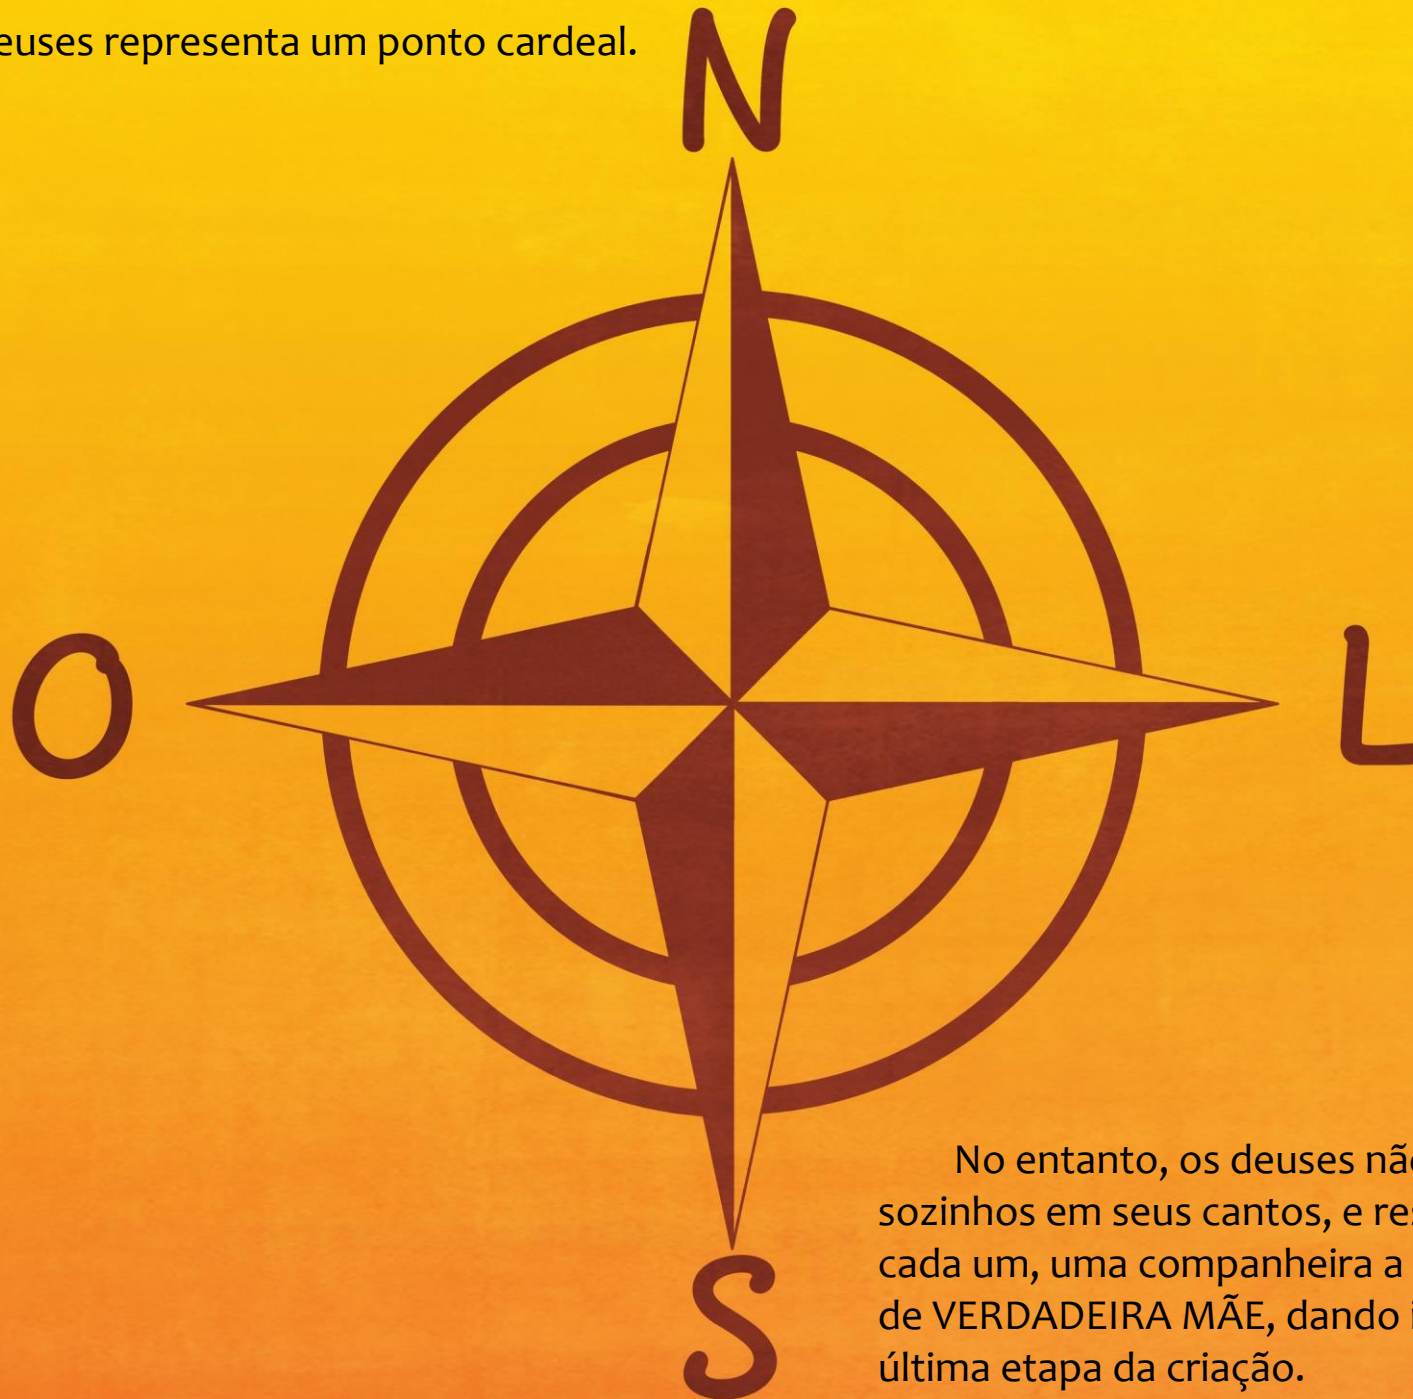 euses representa um ponto cardeal.
N
O
L
No entanto, os deuses nã
sozinhos em seus cantos, e re
cada um, uma companheira a
de VERDADEIRA MÃE, dando
última etapa da criação.
S